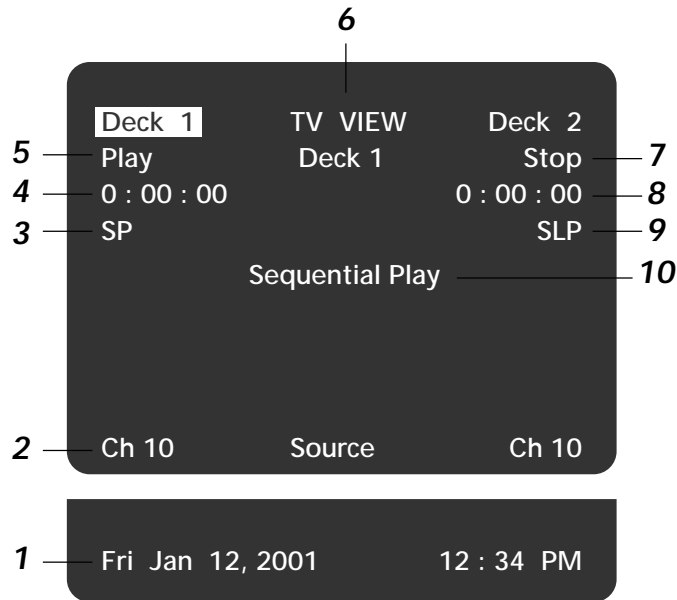 6
Deck 1 TV VIEW Deck 2
5 Play Deck 1 Stop 7
4 0 : 00 : 00 0 : 00 : 00 8
3 SP SLP 9
Sequential Play 10
2 Ch 10 Source Ch 10
1 Fri Jan 12, 2001 12 : 34 PM